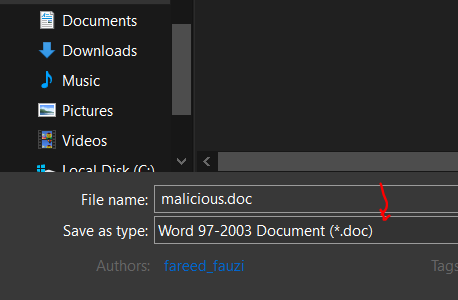 Documents
Downloads
Music
Pictures
Videos
Local Disk (C:)
File name: malicious.doc
Save as type: Word 97-2003 Document (*.doc)
Authors: fareed_fauzi Tags